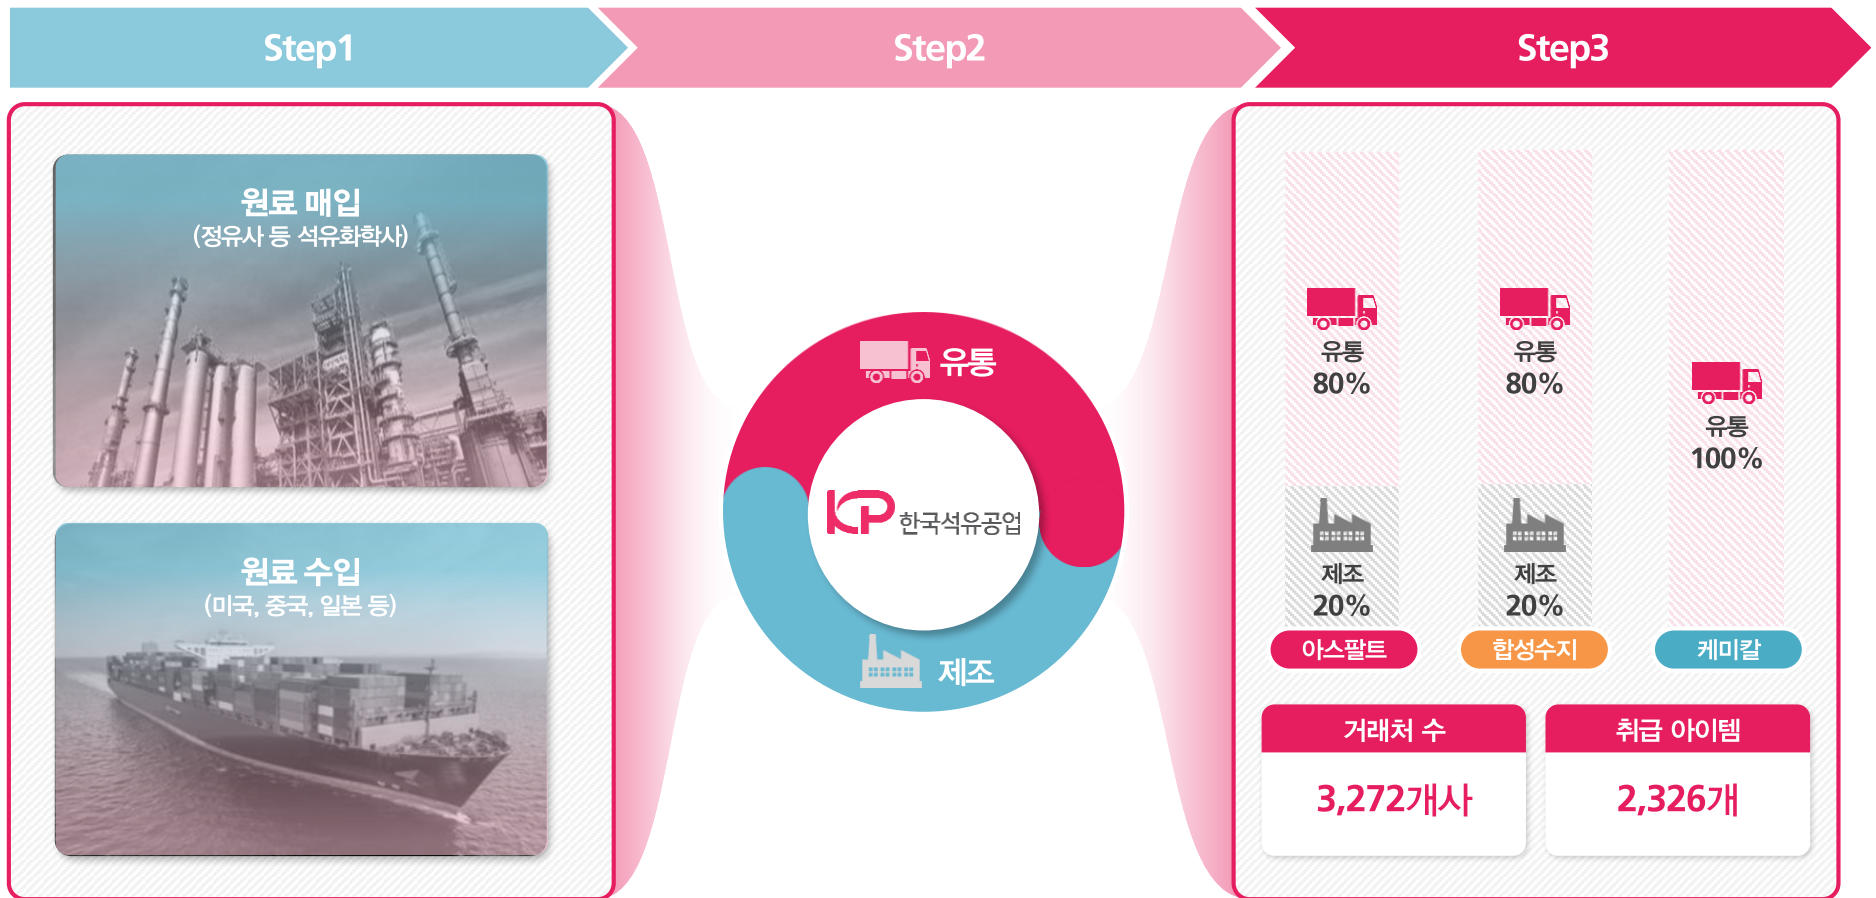 Step1
Step2
Step3
원료 매입
(정유사 등 석유화학사)
원료 수입
(미국, 중국, 일본 등)
유통
KP 한국석유공업
제조
유통
80%
제조
20%
아스팔트
유통
80%
제조
20%
합성수지
유통
100%
케미칼
거래처 수
3,272개사
취급 아이템
2,326개